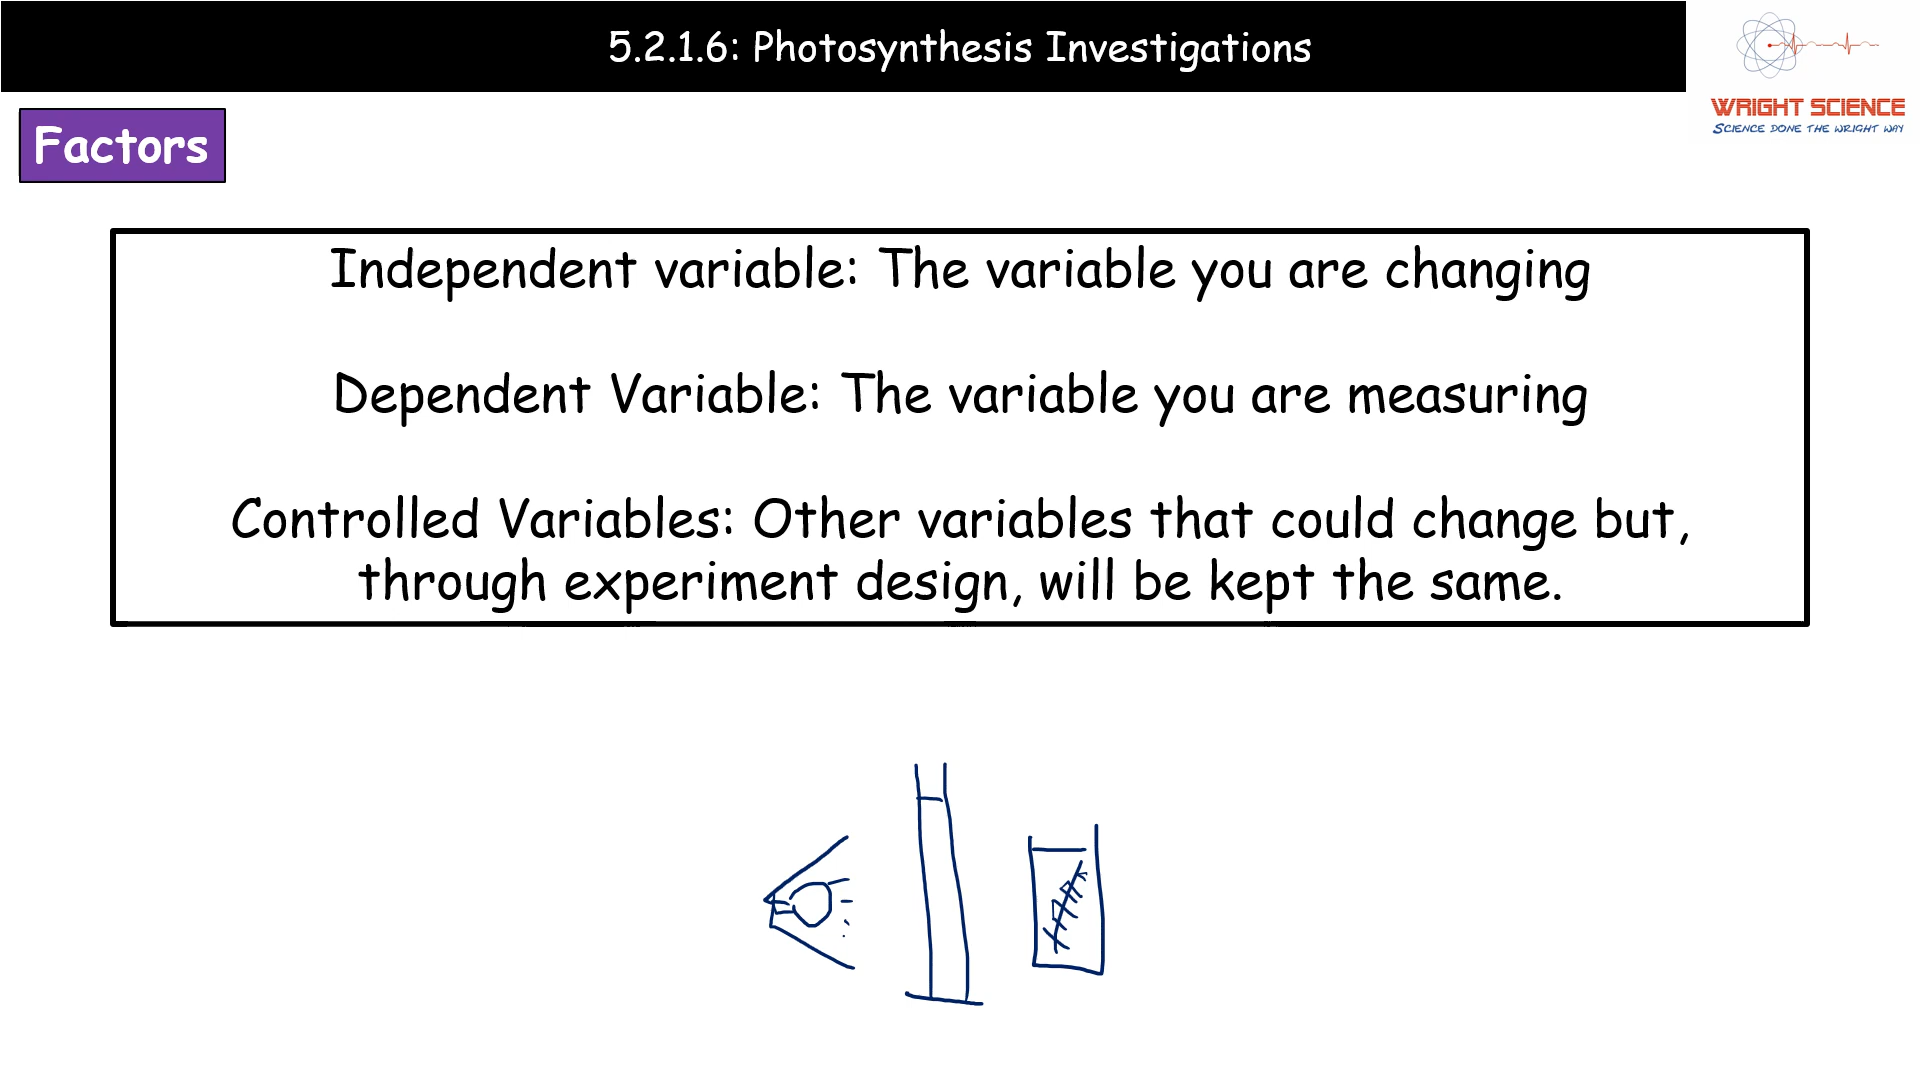 5.2.1.6: Photosynthesis Investigations
WRIGHT SCIENCE
SCIENCE DONE THE WRIGHT WAY
Factors
Independent variable: The variable you are changing
Dependent Variable: The variable you are measuring
Controlled Variables: Other variables that could change but,
through experiment design, will be kept the same.